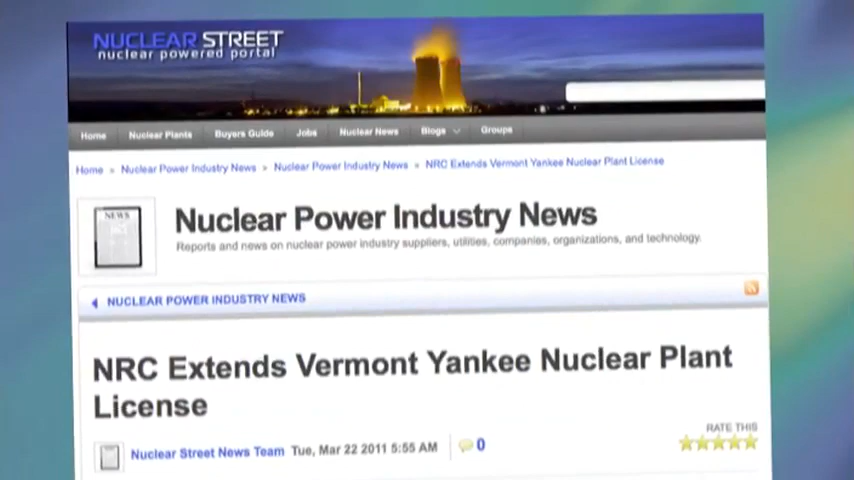 NUCLEAR STREET
nuclear powered portal
Home Nuclear Plants Buyers Guide Jobs Nuclear News Blogs Groups
Home » Nuclear Power Industry News » Nuclear Power Industry News » NRC Extends Vermont Yankee Nuclear Plant License
NEWS
Nuclear Power Industry News
Reports and news on nuclear power industry suppliers, utilities, companies, organizations, and technology.
NUCLEAR POWER INDUSTRY NEWS
NRC Extends Vermont Yankee Nuclear Plant
License
RATE THIS
Nuclear Street News Team Tue, Mar 22 2011 5:55 AM 0